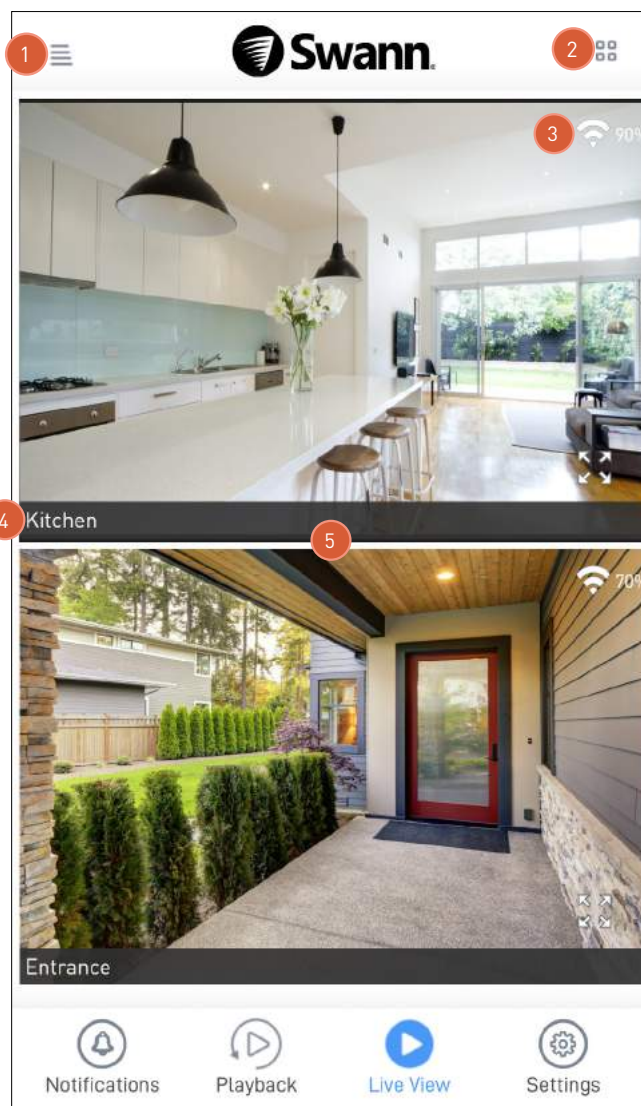 1
Swann.
2
3
90%
4
Kitchen
5
70%
Entrance
Notifications
Playback
Live View
Settings